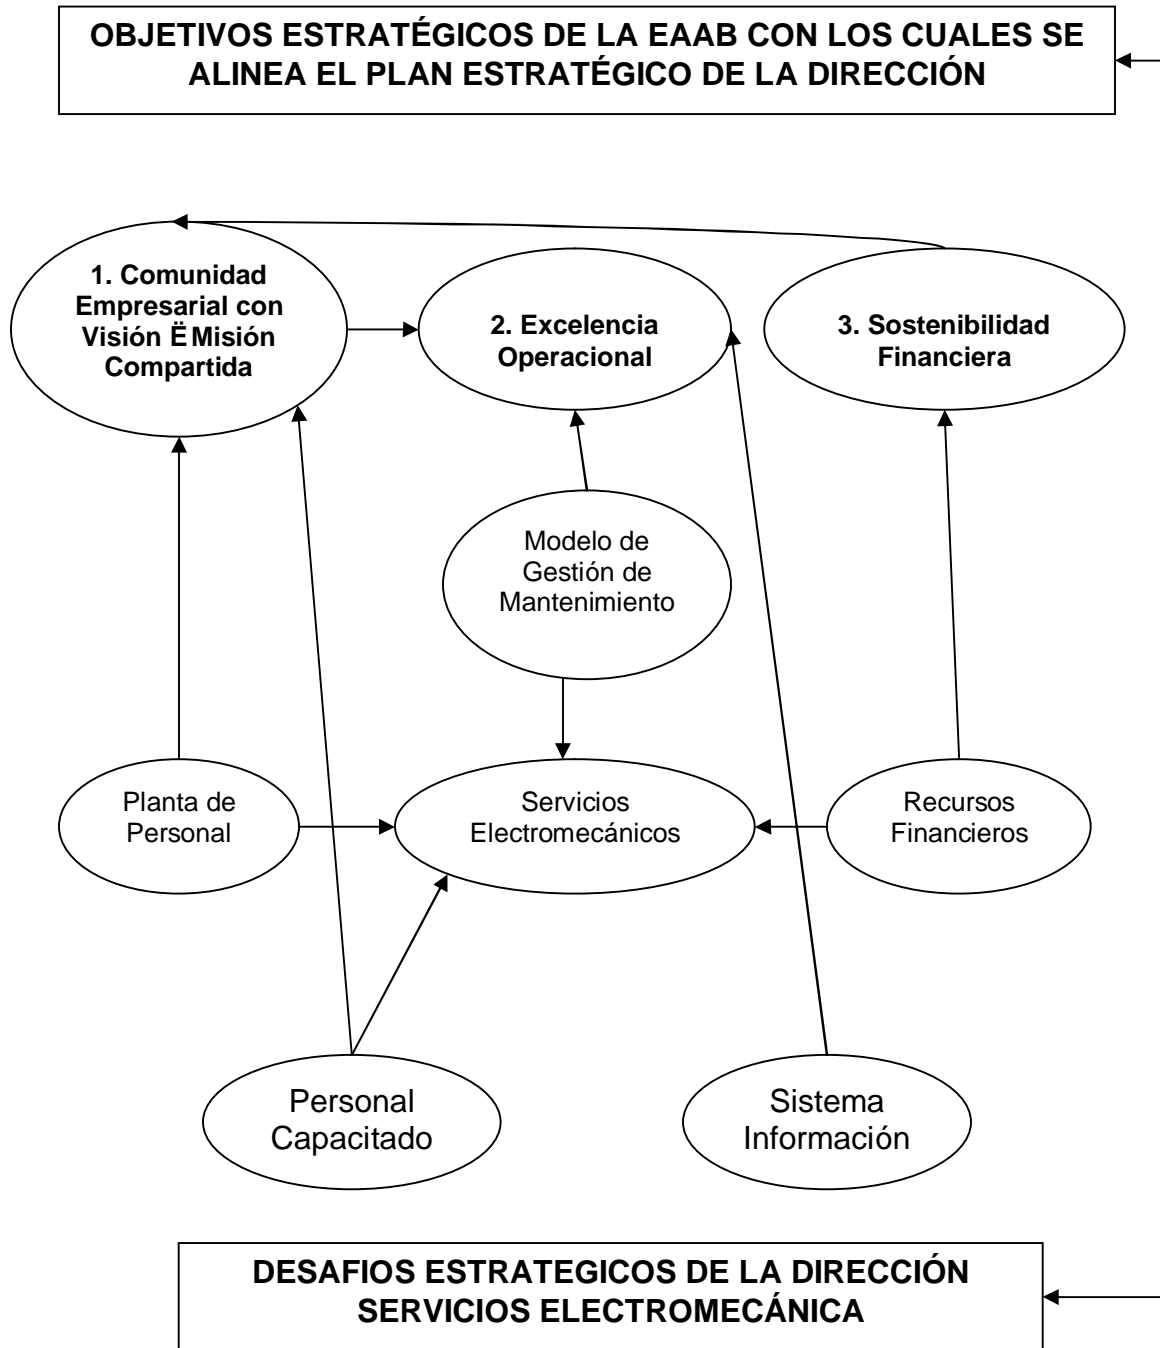 OBJETIVOS ESTRATÉGICOS DE LA EAAB CON LOS CUALES SE
ALINEA EL PLAN ESTRATÉGICO DE LA DIRECCIÓN
1. Comunidad
Empresarial con
Visión Ë Misión
Compartida
2. Excelencia
Operacional
3. Sostenibilidad
Financiera
Modelo de
Gestión de
Mantenimiento
Planta de
Personal
Servicios
Electromecánicos
Recursos
Financieros
Personal
Capacitado
Sistema
Información
DESAFIOS ESTRATEGICOS DE LA DIRECCIÓN
SERVICIOS ELECTROMECÁNICA